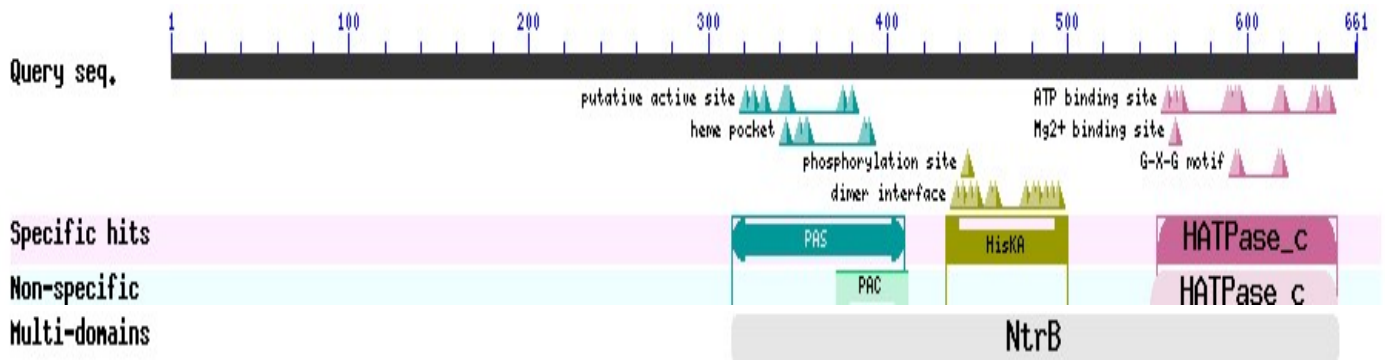 1 100 200 300 400 500 600 661
Query seq.
putative active site ATP binding site
heme pocket Mg2+ binding site
phosphorylation site G-X-G motif
dimer interface
Specific hits PAS HisKA HATPase_c
Non-specific PAC HATPase_c
Multi-domains NtrB